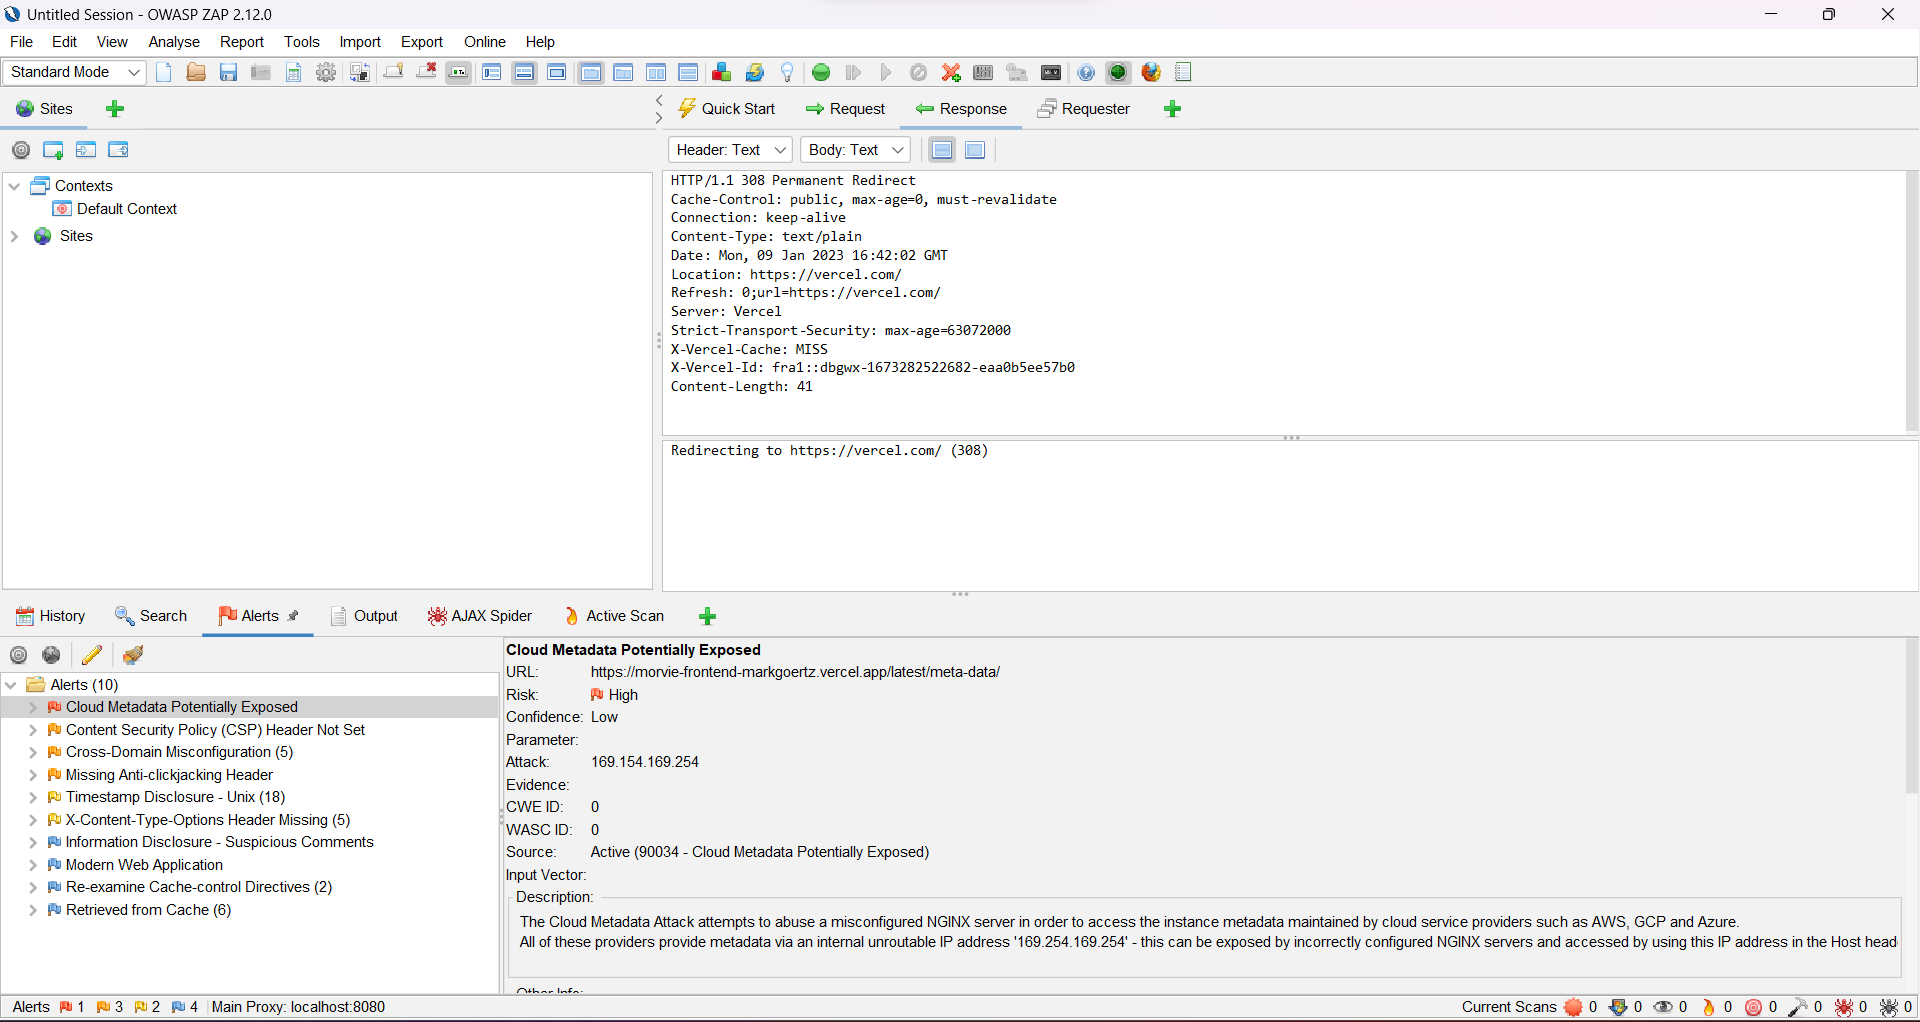 Untitled Session - OWASP ZAP 2.12.0
File Edit View Analyse Report Tools Import Export Online Help
Standard Mode
Sites
Quick Start Request Response Requester
Header: Text Body: Text
Contexts
Default Context
Sites
HTTP/1.1 308 Permanent Redirect
Cache-Control: public, max-age=0, must-revalidate
Connection: keep-alive
Content-Type: text/plain
Date: Mon, 09 Jan 2023 16:42:02 GMT
Location: https://vercel.com/
Refresh: 0;url=https://vercel.com/
Server: Vercel
Strict-Transport-Security: max-age=63072000
X-Vercel-Cache: MISS
X-Vercel-Id: fra1::dbgwx-1673282522682-eaa0b5ee57b0
Content-Length: 41
Redirecting to https://vercel.com/ (308)
History Search Alerts Output AJAX Spider Active Scan
Alerts (10)
Cloud Metadata Potentially Exposed
Content Security Policy (CSP) Header Not Set
Cross-Domain Misconfiguration (5)
Missing Anti-clickjacking Header
Timestamp Disclosure - Unix (18)
X-Content-Type-Options Header Missing (5)
Information Disclosure - Suspicious Comments
Modern Web Application
Re-examine Cache-control Directives (2)
Retrieved from Cache (6)
Cloud Metadata Potentially Exposed
URL: https://morvie-frontend-markgoertz.vercel.app/latest/meta-data/
Risk: High
Confidence: Low
Parameter:
Attack: 169.154.169.254
Evidence:
CWE ID: 0
WASC ID: 0
Source: Active (90034 - Cloud Metadata Potentially Exposed)
Input Vector:
Description:
The Cloud Metadata Attack attempts to abuse a misconfigured NGINX server in order to access the instance metadata maintained by cloud service providers such as AWS, GCP and Azure.
All of these providers provide metadata via an internal unroutable IP address '169.254.169.254' - this can be exposed by incorrectly configured NGINX servers and accessed by using this IP address in the Host head
Other Info:
Alerts 1 3 2 4 Main Proxy: localhost:8080
Current Scans 0 0 0 0 0 0 0 0